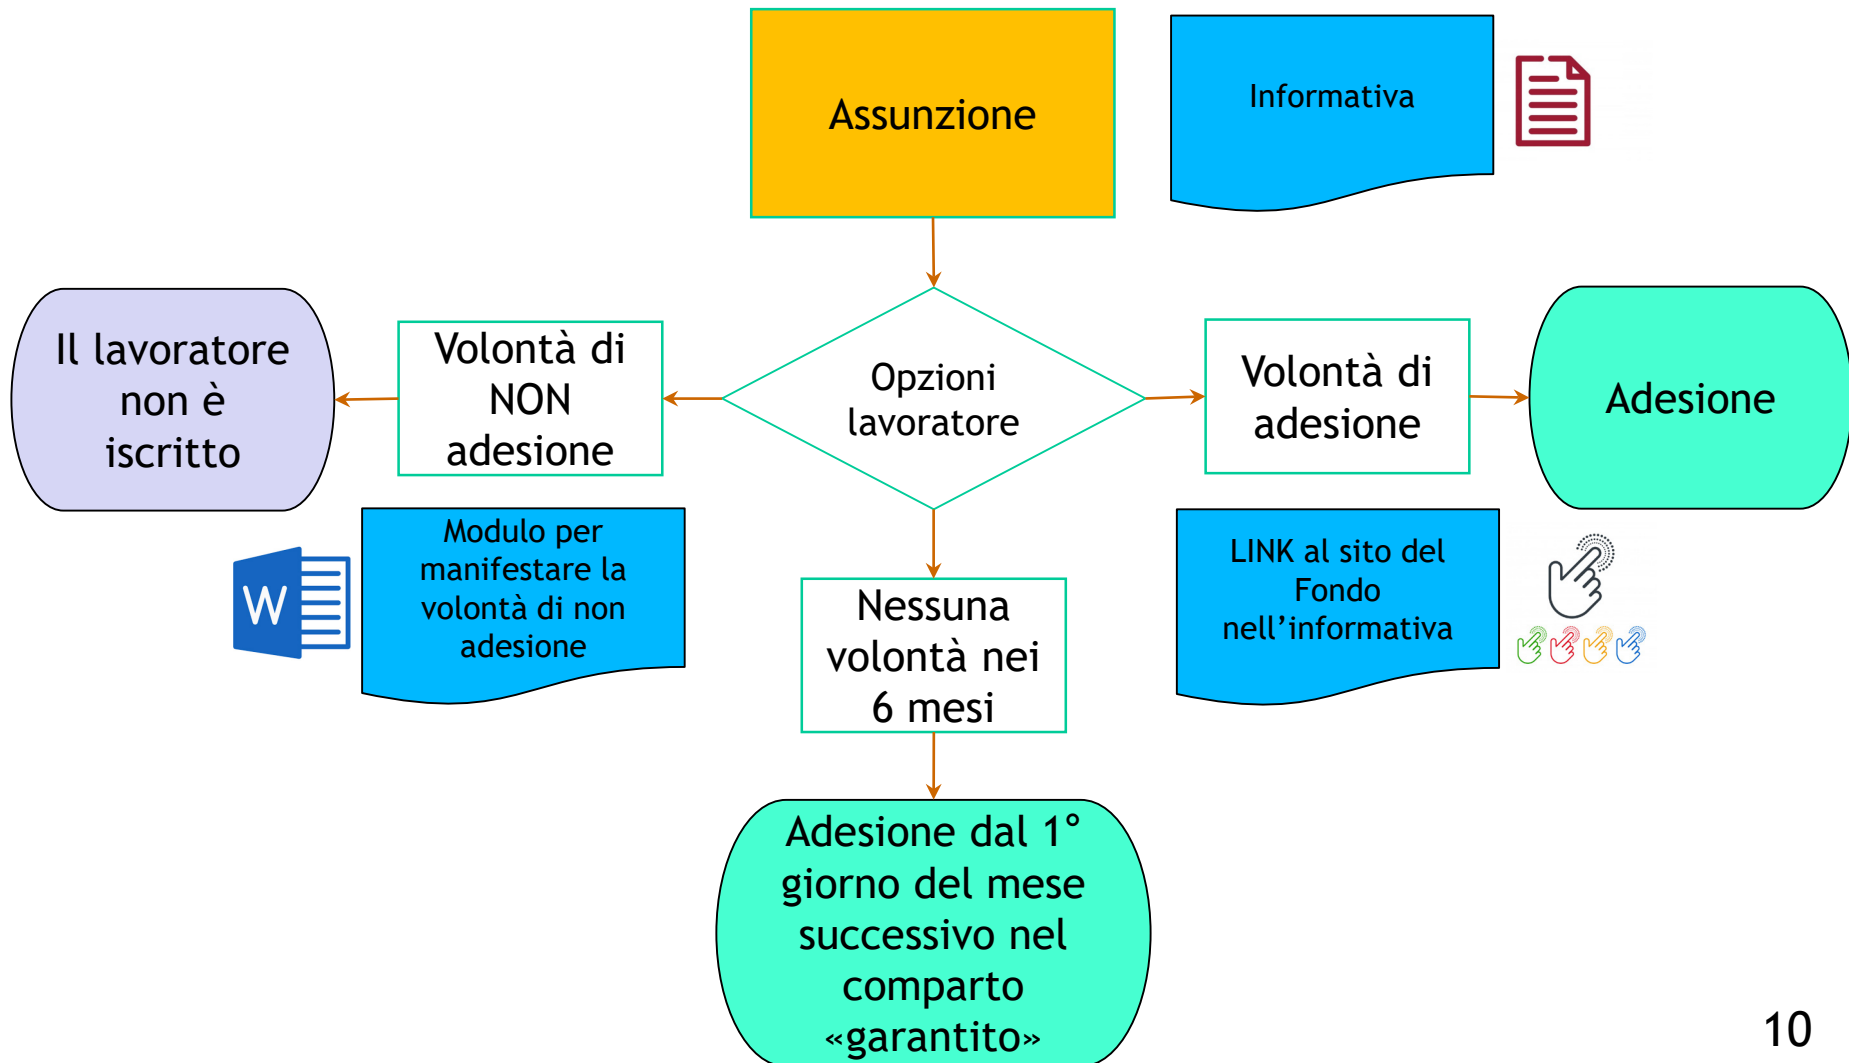 Assunzione
Informativa
Il lavoratore
non è
iscritto
Volontà di
NON
adesione
Opzioni
lavoratore
Volontà di
adesione
Adesione
W
Modulo per
manifestare la
volontà di non
adesione
Nessuna
volontà nei
6 mesi
LINK al sito del
Fondo
nell’informativa
Adesione dal 1°
giorno del mese
successivo nel
comparto
«garantito»
10